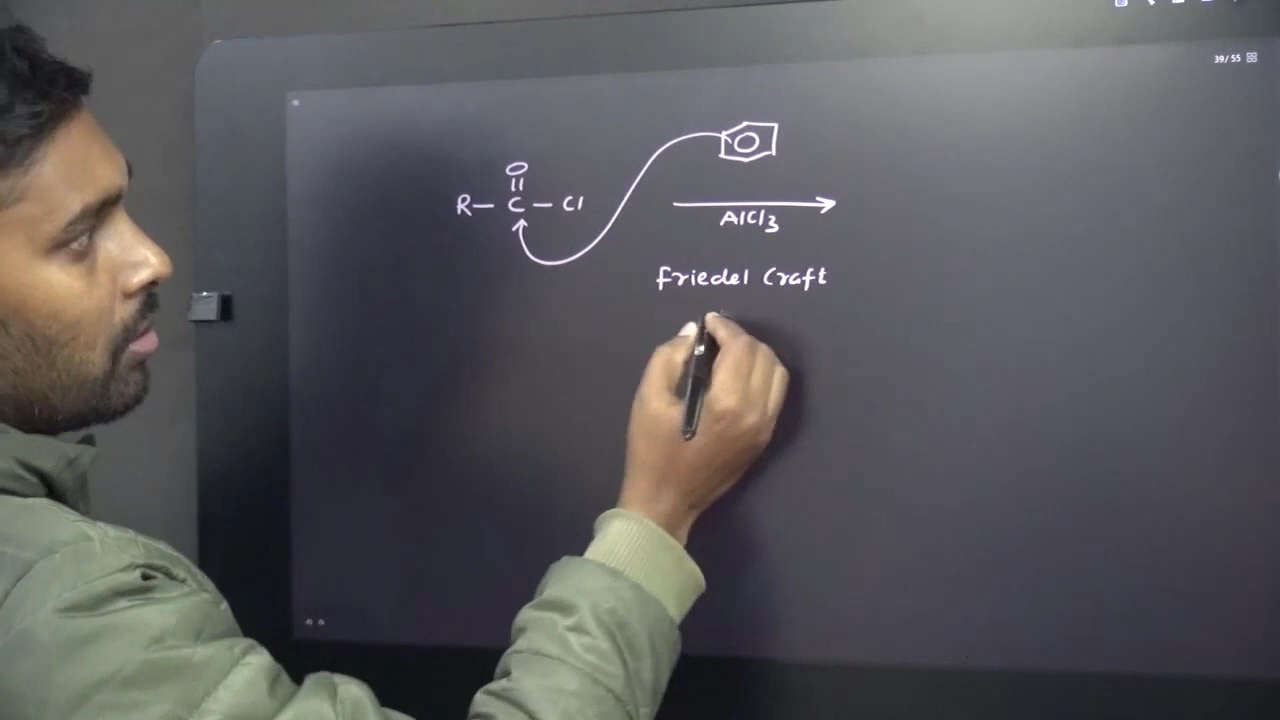 39/55
O
R— C — Cl
AlCl3
friedel Craft